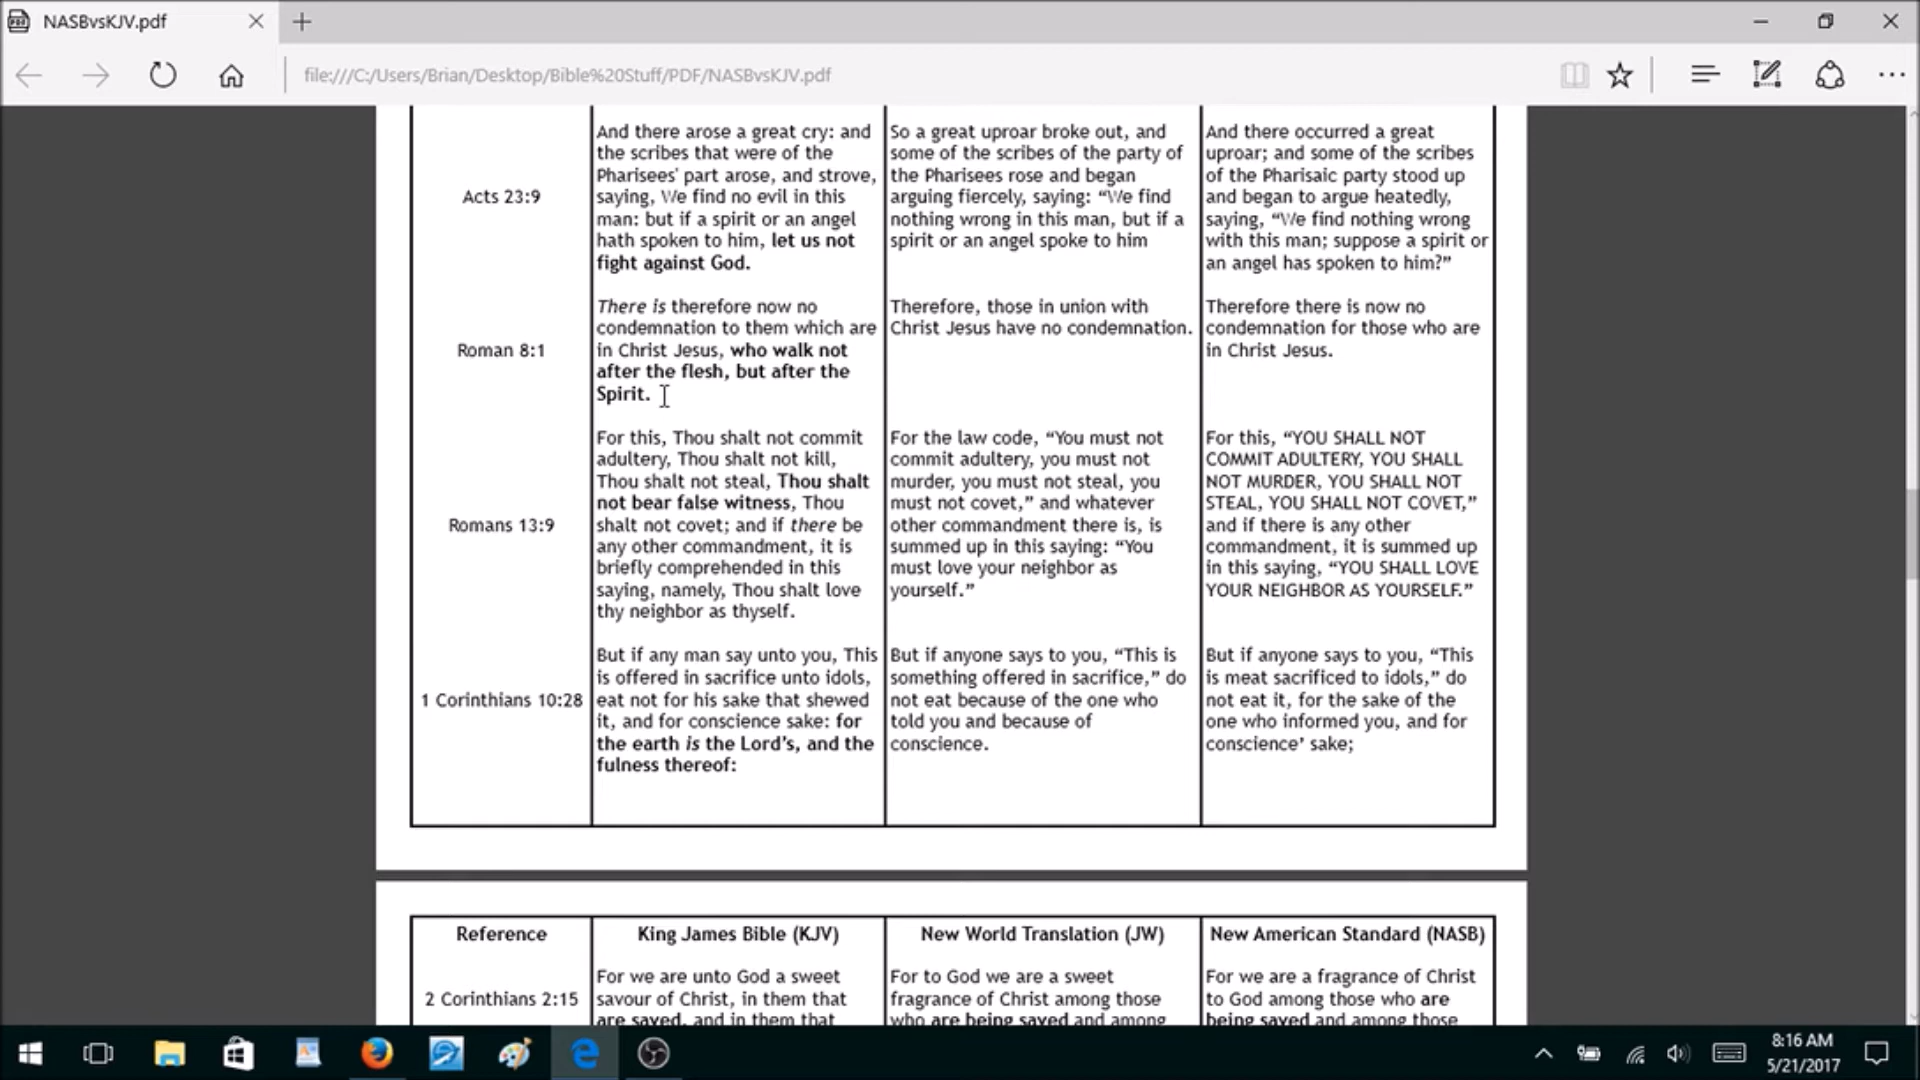 NASBvsKJV.pdf
file:///C:/Users/Brian/Desktop/Bible%20Stuff/PDF/NASBvsKJV.pdf
Acts 23:9
And there arose a great cry: and
the scribes that were of the
Pharisees' part arose, and strove,
saying, We find no evil in this
man: but if a spirit or an angel
hath spoken to him, let us not
fight against God.
So a great uproar broke out, and
some of the scribes of the party of
the Pharisees rose and began
arguing fiercely, saying: “We find
nothing wrong in this man, but if a
spirit or an angel spoke to him
And there occurred a great
uproar; and some of the scribes
of the Pharisaic party stood up
and began to argue heatedly,
saying, “We find nothing wrong
with this man; suppose a spirit or
an angel has spoken to him?”
Roman 8:1
There is therefore now no
condemnation to them which are
in Christ Jesus, who walk not
after the flesh, but after the
Spirit.
Therefore, those in union with
Christ Jesus have no condemnation.
Therefore there is now no
condemnation for those who are
in Christ Jesus.
Romans 13:9
For this, Thou shalt not commit
adultery, Thou shalt not kill,
Thou shalt not steal, Thou shalt
not bear false witness, Thou
shalt not covet; and if there be
any other commandment, it is
briefly comprehended in this
saying, namely, Thou shalt love
thy neighbor as thyself.
For the law code, “You must not
commit adultery, you must not
murder, you must not steal, you
must not covet,” and whatever
other commandment there is, is
summed up in this saying: “You
must love your neighbor as
yourself.”
For this, “YOU SHALL NOT
COMMIT ADULTERY, YOU SHALL
NOT MURDER, YOU SHALL NOT
STEAL, YOU SHALL NOT COVET,”
and if there is any other
commandment, it is summed up
in this saying, “YOU SHALL LOVE
YOUR NEIGHBOR AS YOURSELF.”
1 Corinthians 10:28
But if any man say unto you, This
is offered in sacrifice unto idols,
eat not for his sake that shewed
it, and for conscience sake: for
the earth is the Lord’s, and the
fulness thereof:
But if anyone says to you, “This is
something offered in sacrifice,” do
not eat because of the one who
told you and because of
conscience.
But if anyone says to you, “This
is meat sacrificed to idols,” do
not eat it, for the sake of the
one who informed you, and for
conscience’ sake;
Reference
King James Bible (KJV)
New World Translation (JW)
New American Standard (NASB)
2 Corinthians 2:15
For we are unto God a sweet
savour of Christ, in them that
are saved, and in them that
For to God we are a sweet
fragrance of Christ among those
who are being saved and among
For we are a fragrance of Christ
to God among those who are
being saved and among those
8:16 AM
5/21/2017